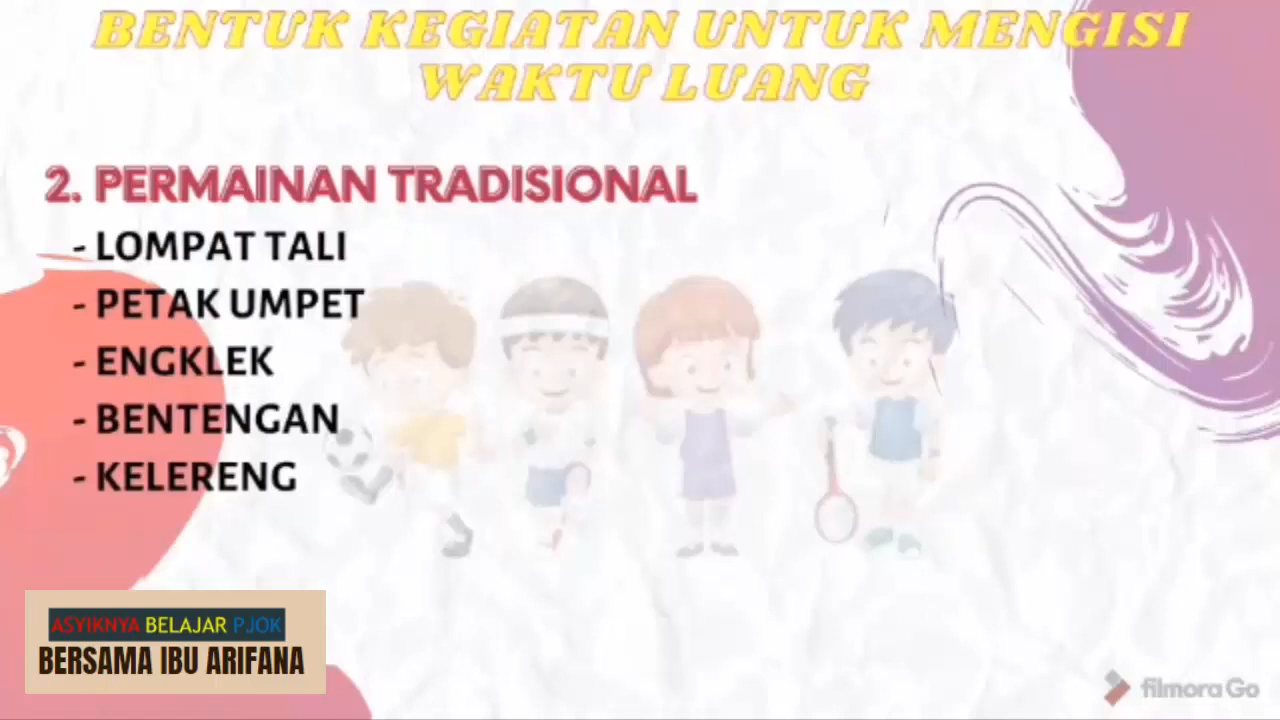 BENTUK KEGIATAN UNTUK MENGISI
WAKTU LUANG
2. PERMAINAN TRADISIONAL
- LOMPAT TALI
- PETAK UMPET
- ENGKLEK
- BENTENGAN
- KELERENG
ASYIKNYA BELAJAR PJOK
BERSAMA IBU ARIFANA
filmora Go